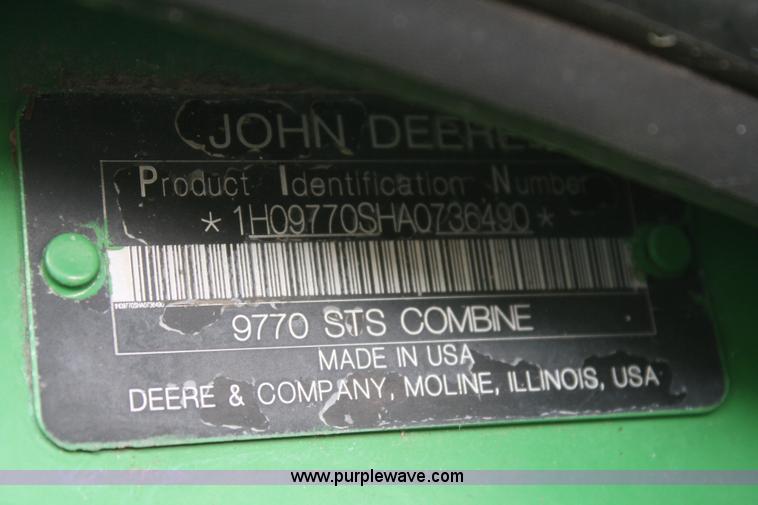 JOHN DEERE
Product Identification Number
*1H09770SHA0736490*
1H09770SHA0736490
9770 STS COMBINE
MADE IN USA
DEERE & COMPANY, MOLINE, ILLINOIS, USA
www.purplewave.com